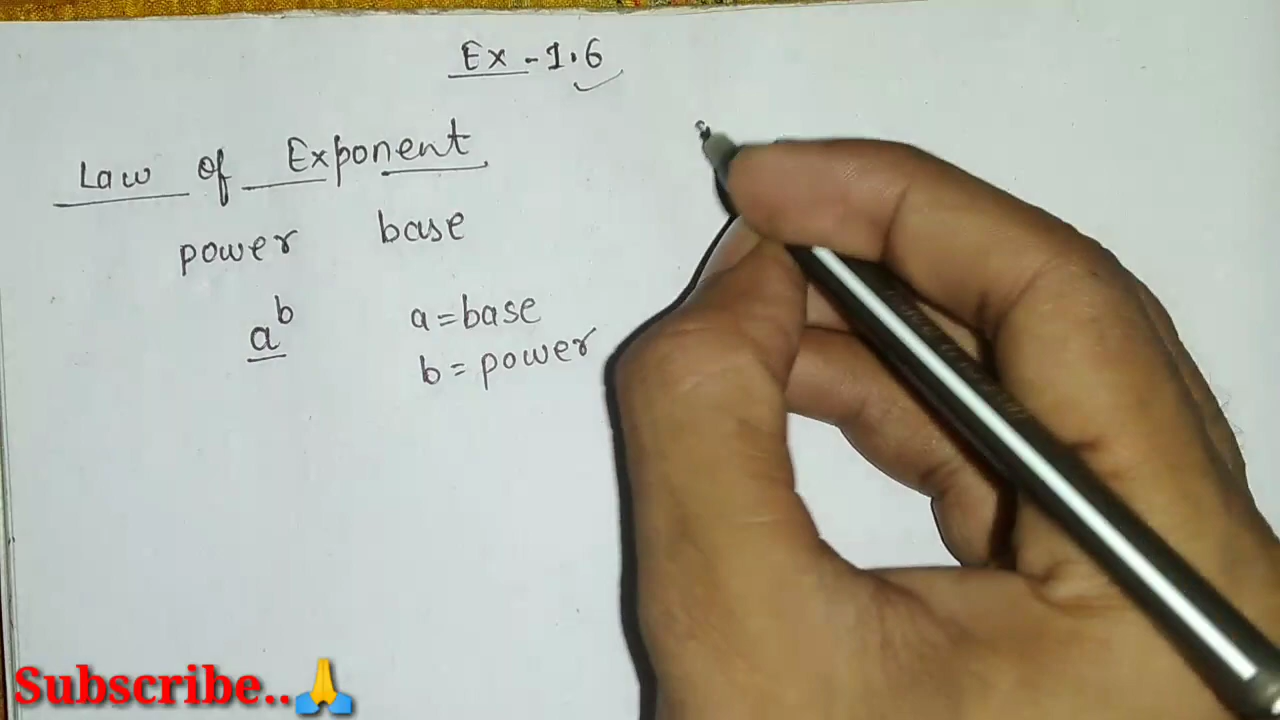 Ex - 1.6
Law of Exponent
power base
a^b a = base
b = power
Subscribe..🙏